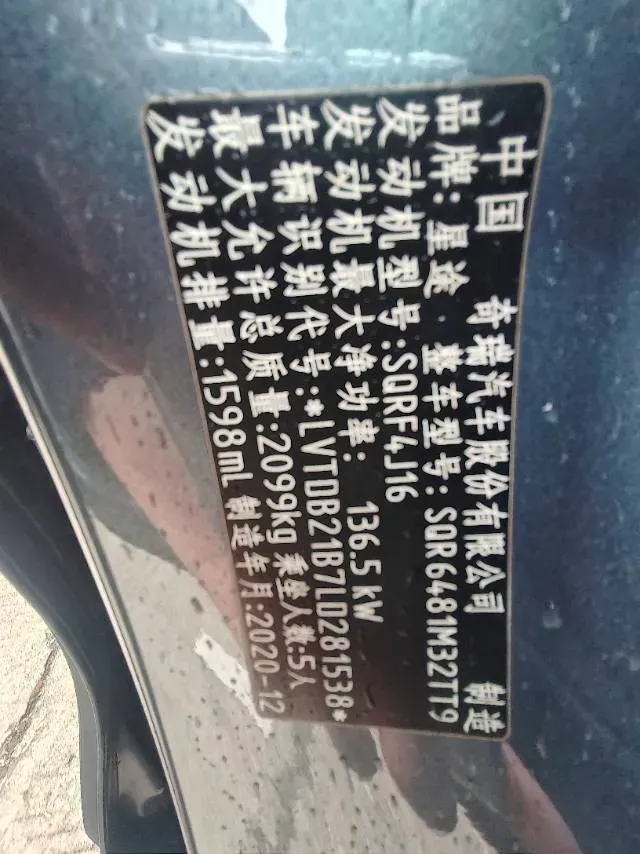 中国 奇瑞汽车股份有限公司 制造
品牌:星途 整车型号:SQR6481M32TT9
发动机型号:SQRF4J16
发动机最大净功率: 136.5 kW
车辆识别代号:*LVTDB21B7LD281538*
最大允许总质量:2099kg 乘坐人数:5人
发动机排量:1598mL 制造年月:2020-12